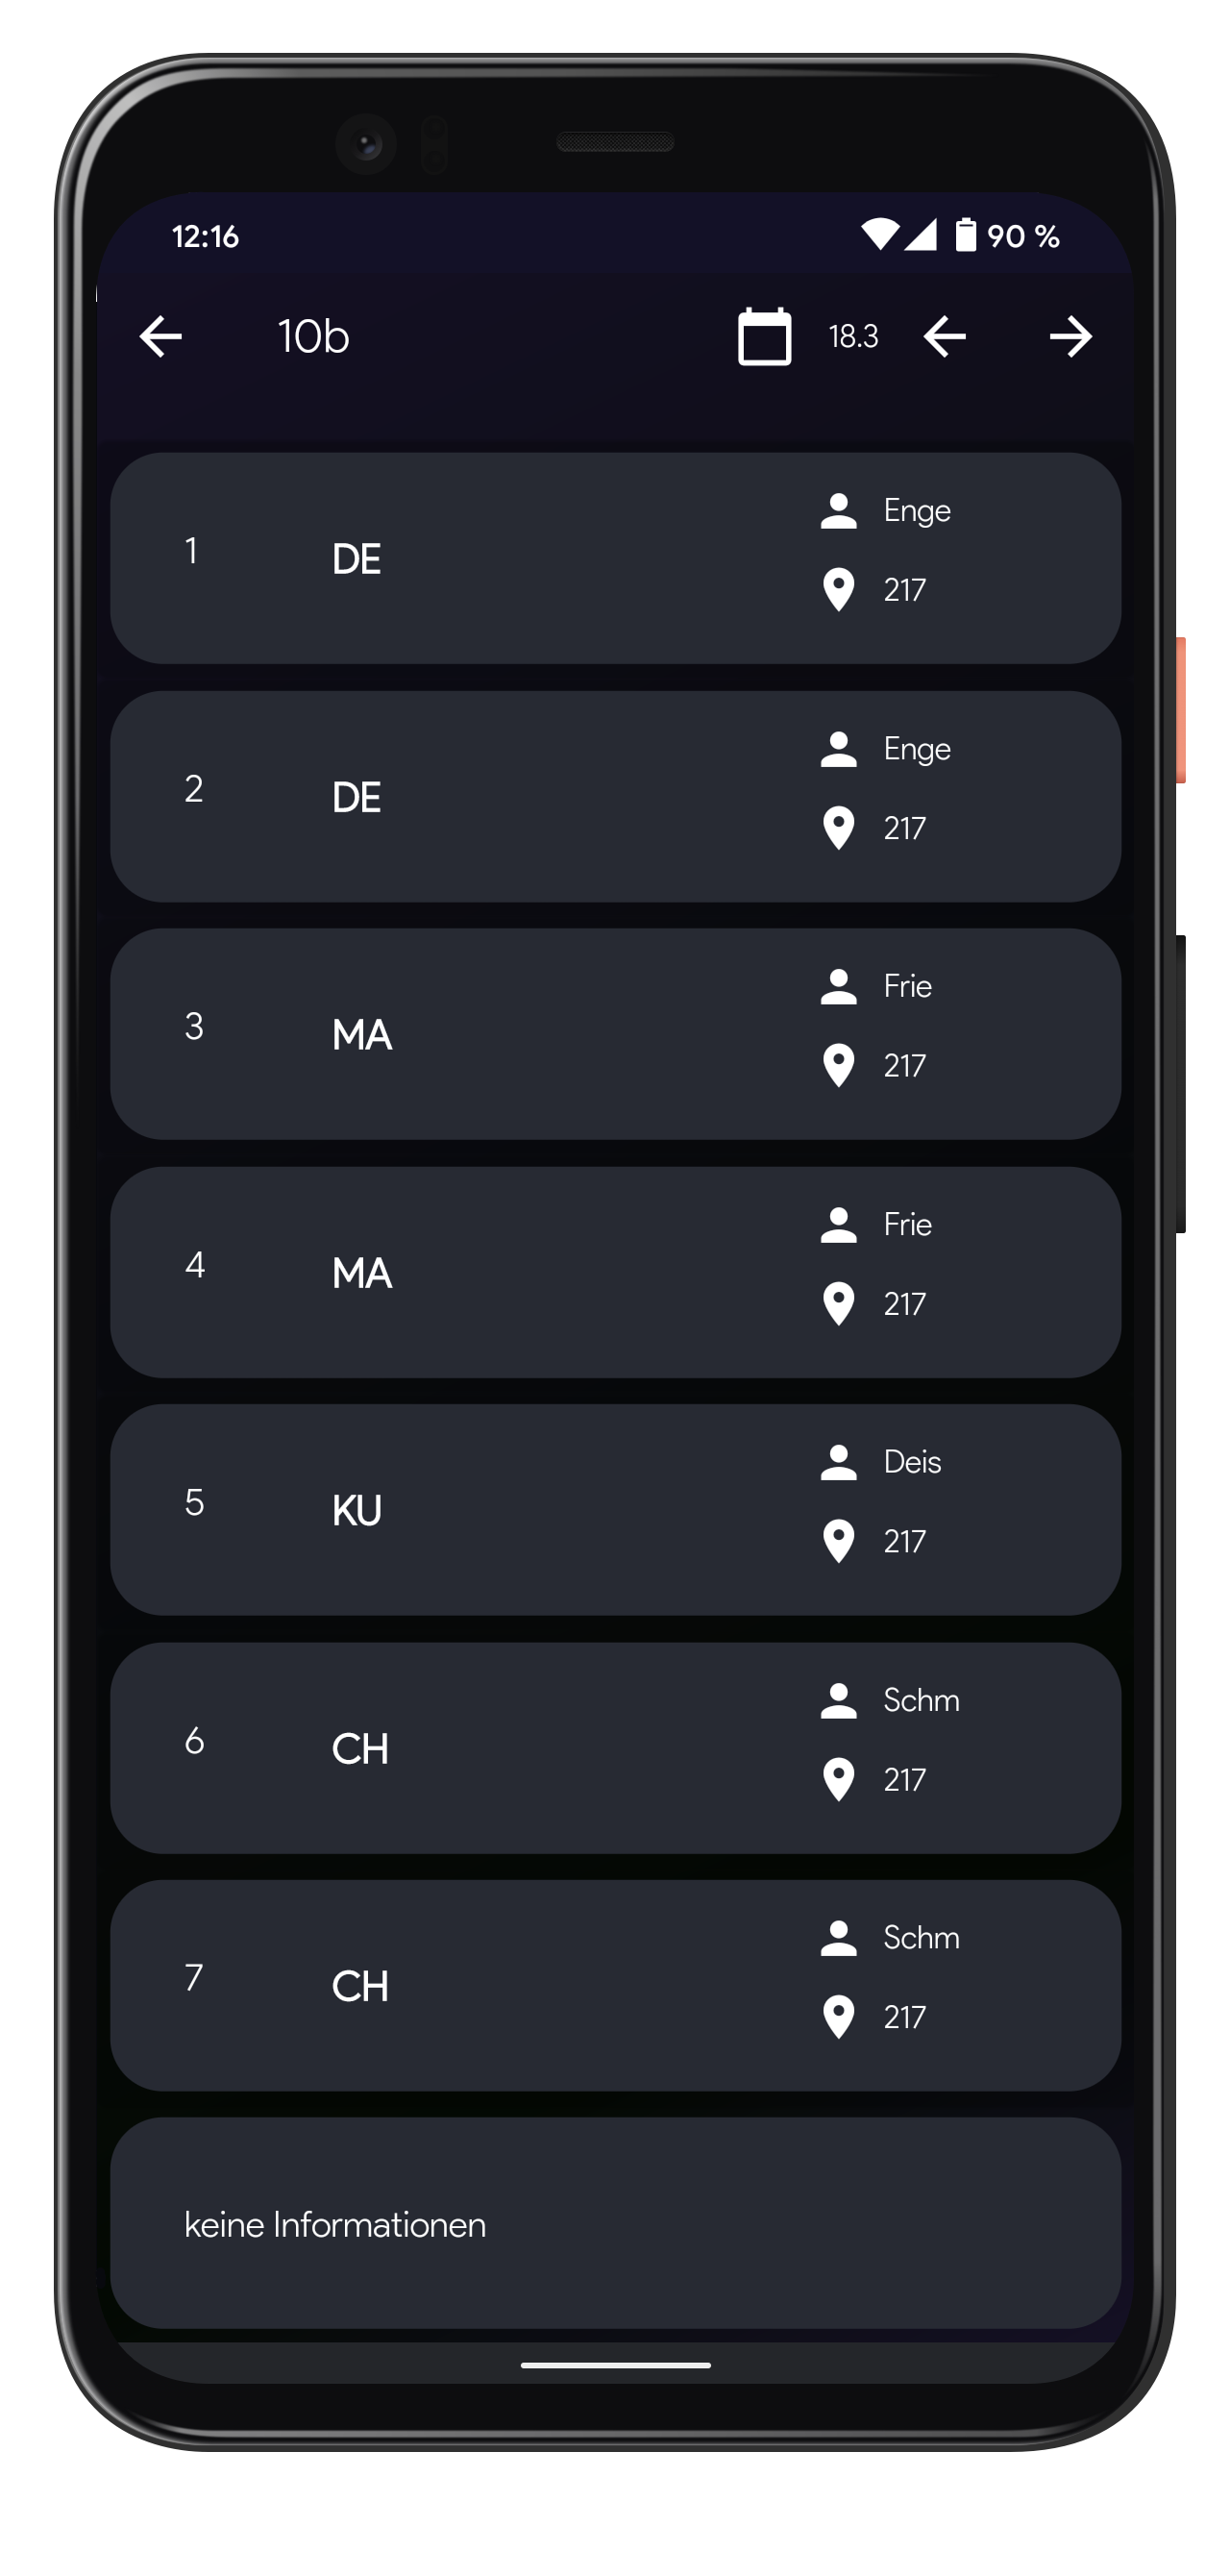 12:16 90 %
10b 18.3
Enge
1 DE
217
Enge
2 DE
217
Frie
3 MA
217
Frie
4 MA
217
Deis
5 KU
217
Schm
6 CH
217
Schm
7 CH
217
keine Informationen